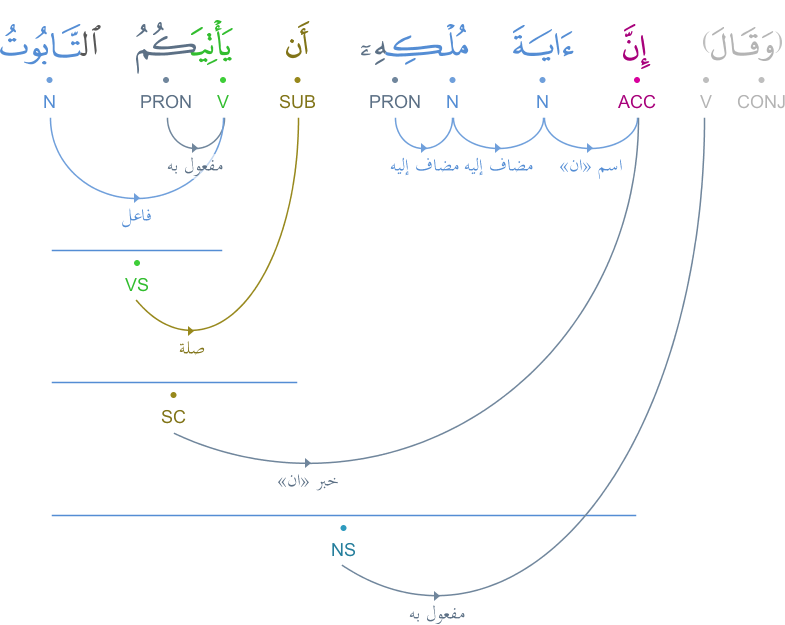 (وَقَالَ) إِنَّ ءَايَةَ مُلْكِهِۦٓ أَن يَأْتِيَكُمُ ٱلتَّابُوتُ
N PRON V SUB PRON N N ACC V CONJ
مفعول به مضاف إليه مضاف إليه اسم «ان»
فاعل
VS
صلة
SC
خبر «ان»
NS
مفعول به